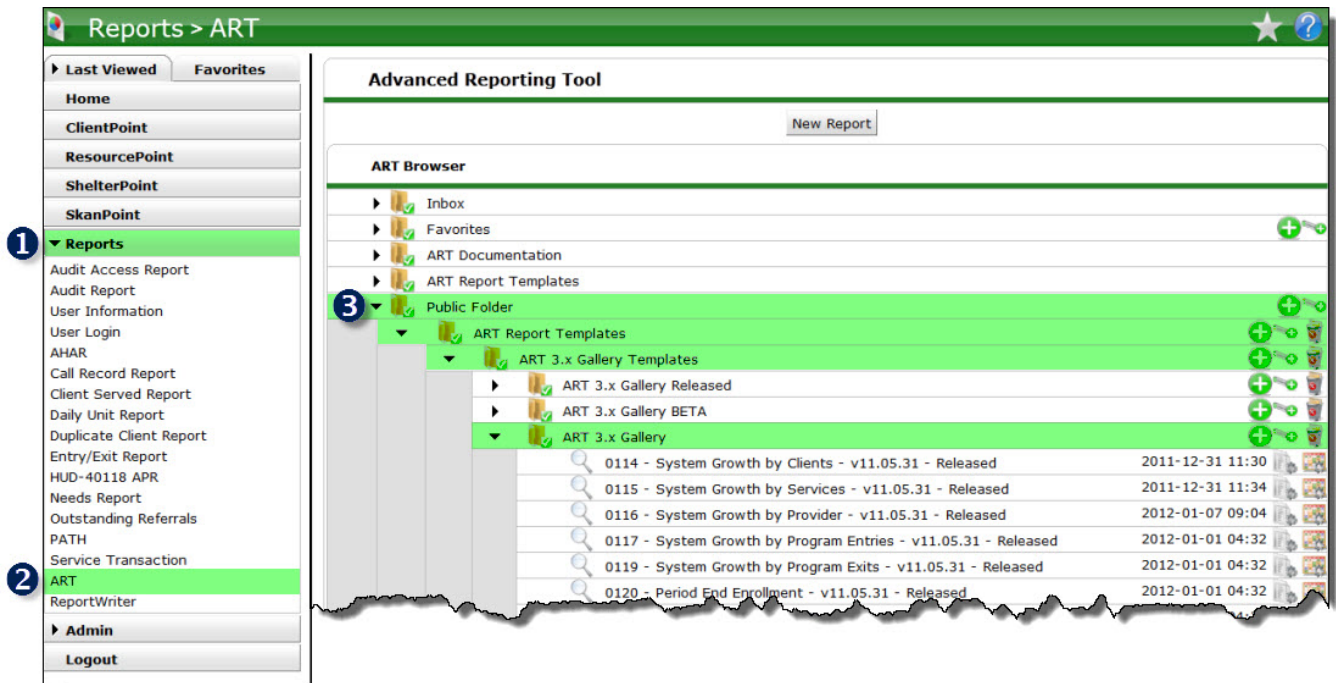 Reports > ART
Last Viewed Favorites
Home
ClientPoint
ResourcePoint
ShelterPoint
SkanPoint
1
Reports
Audit Access Report
Audit Report
User Information
User Login
AHAR
Call Record Report
Client Served Report
Daily Unit Report
Duplicate Client Report
Entry/Exit Report
HUD-40118 APR
Needs Report
Outstanding Referrals
PATH
Service Transaction
2
ART
ReportWriter
Admin
Logout
Advanced Reporting Tool
New Report
ART Browser
Inbox
Favorites
ART Documentation
ART Report Templates
3
Public Folder
ART Report Templates
ART 3.x Gallery Templates
ART 3.x Gallery Released
ART 3.x Gallery BETA
ART 3.x Gallery
0114 - System Growth by Clients - v11.05.31 - Released 2011-12-31 11:30
0115 - System Growth by Services - v11.05.31 - Released 2011-12-31 11:34
0116 - System Growth by Provider - v11.05.31 - Released 2012-01-07 09:04
0117 - System Growth by Program Entries - v11.05.31 - Released 2012-01-01 04:32
0119 - System Growth by Program Exits - v11.05.31 - Released 2012-01-01 04:32
0120 - Period End Enrollment - v11.05.31 - Released 2012-01-01 04:32